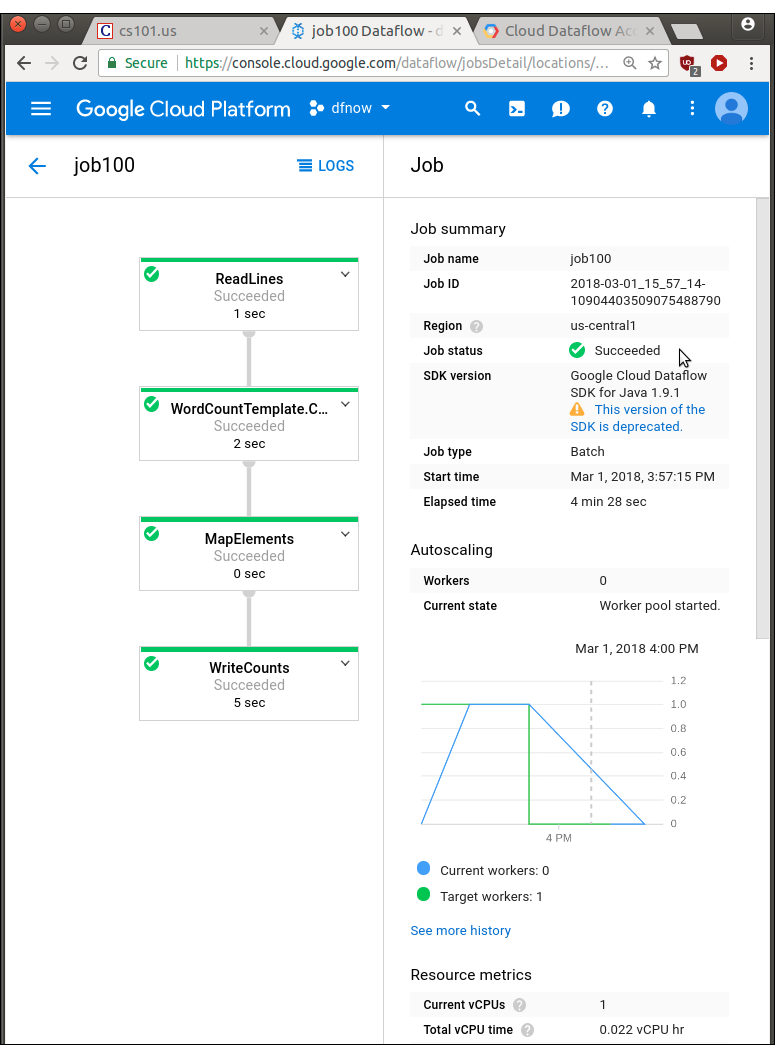 cs101.us
job100 Dataflow - d
Cloud Dataflow Acc
Secure https://console.cloud.google.com/dataflow/jobsDetail/locations/...
2
Google Cloud Platform dfnow
job100
LOGS
Job
ReadLines
Succeeded
1 sec
WordCountTemplate.C...
Succeeded
2 sec
MapElements
Succeeded
0 sec
WriteCounts
Succeeded
5 sec
Job summary
Job name job100
Job ID 2018-03-01_15_57_14-
10904403509075488790
Region us-central1
Job status Succeeded
SDK version Google Cloud Dataflow
SDK for Java 1.9.1
This version of the
SDK is deprecated.
Job type Batch
Start time Mar 1, 2018, 3:57:15 PM
Elapsed time 4 min 28 sec
Autoscaling
Workers 0
Current state Worker pool started.
Mar 1, 2018 4:00 PM
1.2
1.0
0.8
0.6
0.4
0.2
0
4 PM
Current workers: 0
Target workers: 1
See more history
Resource metrics
Current vCPUs 1
Total vCPU time 0.022 vCPU hr